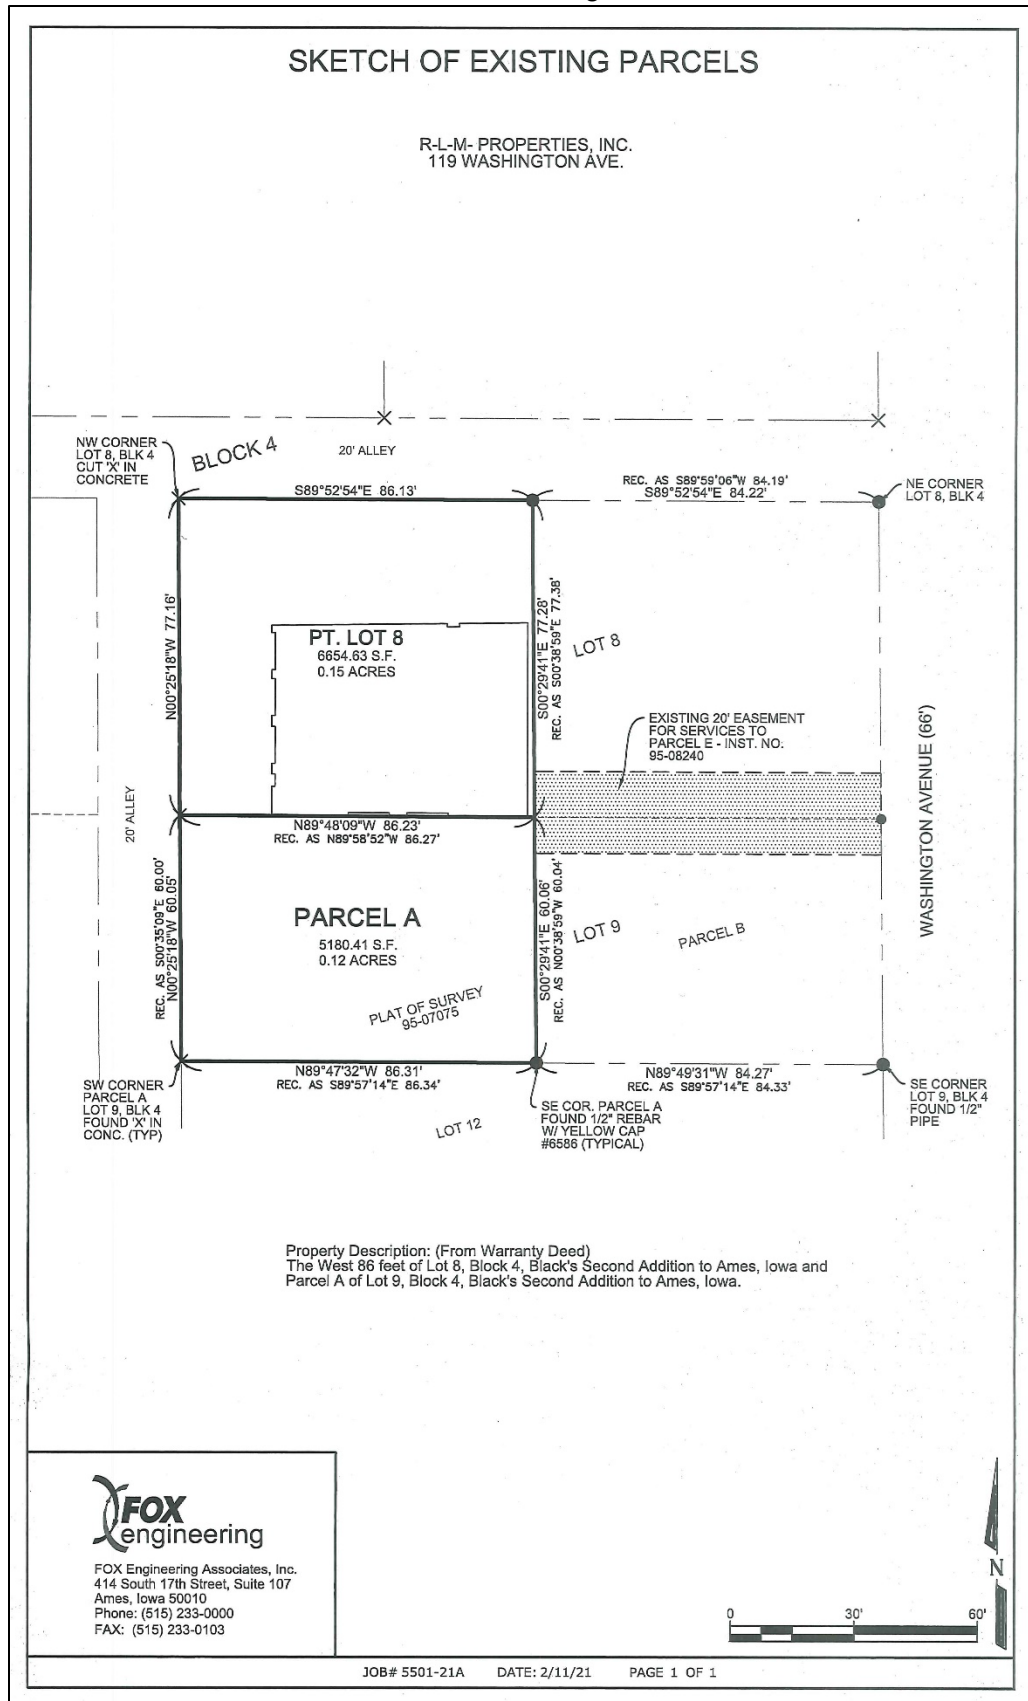 SKETCH OF EXISTING PARCELS
R-L-M- PROPERTIES, INC.
119 WASHINGTON AVE.
NW CORNER
LOT 8, BLK 4
CUT 'X' IN
CONCRETE
BLOCK 4
20' ALLEY
S89°52'54"E 86.13'
REC. AS S89°59'06"W 84.19'
S89°52'54"E 84.22'
NE CORNER
LOT 8, BLK 4
N00°25'18"W 77.16'
PT. LOT 8
6654.63 S.F.
0.15 ACRES
S00°29'41"E 77.28'
REC. AS S00°38'59"E 77.38'
LOT 8
EXISTING 20' EASEMENT
FOR SERVICES TO
PARCEL E - INST. NO.
95-08240
WASHINGTON AVENUE (66')
20' ALLEY
N89°48'09"W 86.23'
REC. AS N89°58'52"W 86.27'
REC. AS S00°35'09"E 60.00'
N00°25'18"W 60.05'
PARCEL A
5180.41 S.F.
0.12 ACRES
S00°29'41"E 60.06'
REC. AS N00°38'59"W 60.04'
LOT 9
PARCEL B
PLAT OF SURVEY
95-07075
N89°47'32"W 86.31'
REC. AS S89°57'14"E 86.34'
N89°49'31"W 84.27'
REC. AS S89°57'14"E 84.33'
SW CORNER
PARCEL A
LOT 9, BLK 4
FOUND 'X' IN
CONC. (TYP)
LOT 12
SE COR. PARCEL A
FOUND 1/2" REBAR
W/ YELLOW CAP
#6586 (TYPICAL)
SE CORNER
LOT 9, BLK 4
FOUND 1/2"
PIPE
Property Description: (From Warranty Deed)
The West 86 feet of Lot 8, Block 4, Black's Second Addition to Ames, Iowa and
Parcel A of Lot 9, Block 4, Black's Second Addition to Ames, Iowa.
FOX
engineering
FOX Engineering Associates, Inc.
414 South 17th Street, Suite 107
Ames, Iowa 50010
Phone: (515) 233-0000
FAX: (515) 233-0103
N
0 30' 60'
JOB# 5501-21A DATE: 2/11/21 PAGE 1 OF 1